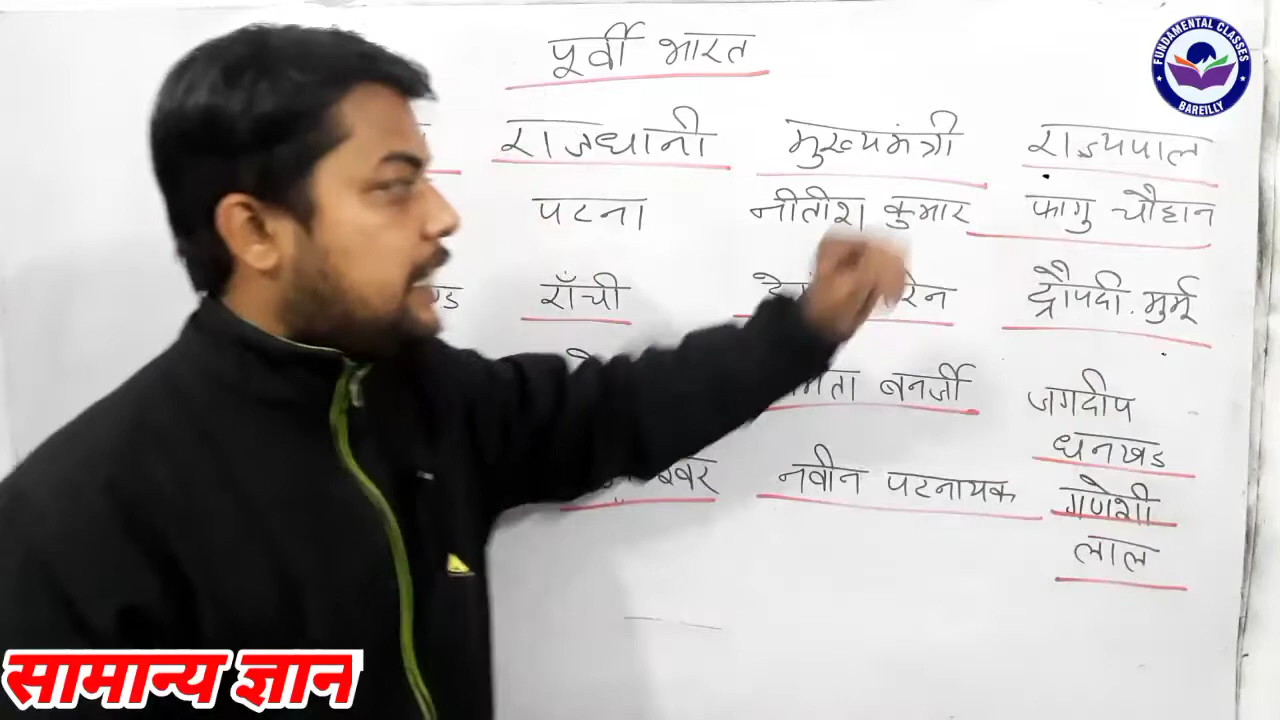 पूर्वी भारत
राजधानी मुख्यमंत्री राज्यपाल
पटना नीतीश कुमार फागु चौहान
राँची द्रौपदी मुर्मू
बनर्जी जगदीप
धनखड
नवीन पटनायक गणेशी
लाल
FUNDAMENTAL CLASSES
BAREILLY
सामान्य ज्ञान